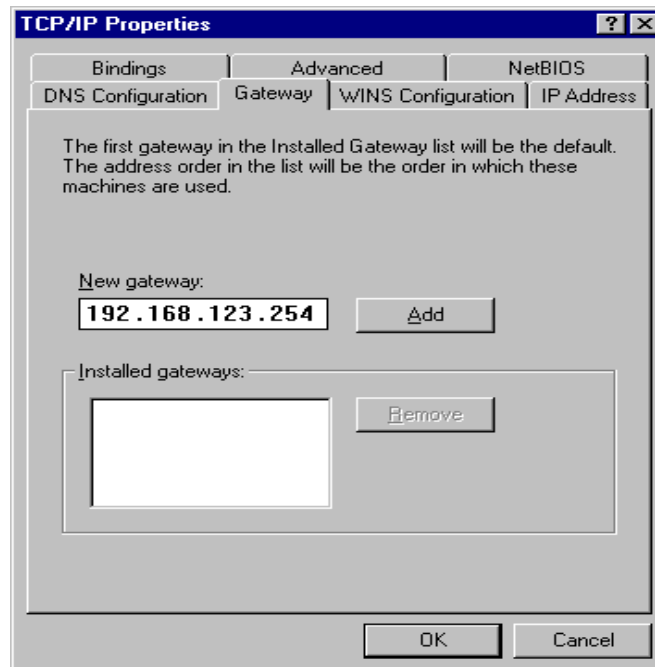 TCP/IP Properties
? ×
Bindings Advanced NetBIOS
DNS Configuration Gateway WINS Configuration IP Address
The first gateway in the Installed Gateway list will be the default.
The address order in the list will be the order in which these
machines are used.
New gateway:
192.168.123.254 Add
Installed gateways:
Remove
OK Cancel